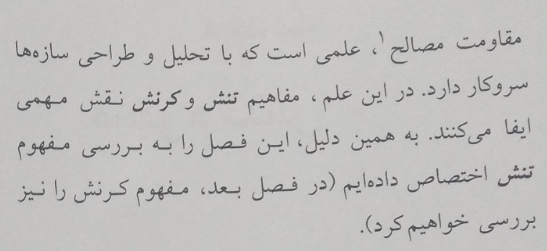 مقاومت مصالح۱، علمی است که با تحلیل و طراحی سازه‌ها
سروکار دارد. در این علم، مفاهیم تنش و کرنش نقش مهمی
ایفا می‌کنند. به همین دلیل، این فصل را به بررسی مفهوم
تنش اختصاص داده‌ایم (در فصل بعد، مفهوم کرنش را نیز
بررسی خواهیم کرد).